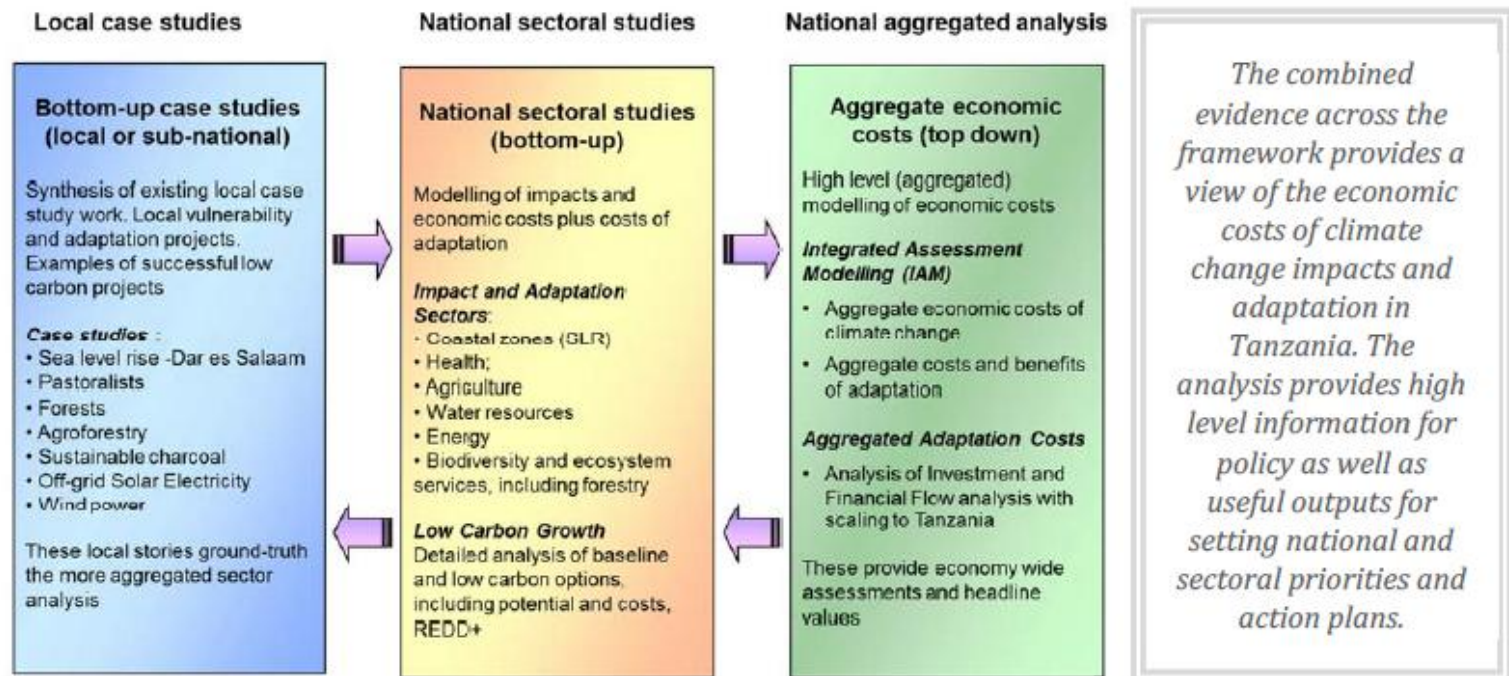 Local case studies
National sectoral studies
National aggregated analysis
Bottom-up case studies
(local or sub-national)
Synthesis of existing local case
study work. Local vulnerability
and adaptation projects.
Examples of successful low
carbon projects
Case studies :
• Sea level rise -Dar es Salaam
• Pastoralists
• Forests
• Agroforestry
• Sustainable charcoal
• Off-grid Solar Electricity
• Wind power
These local stories ground-truth
the more aggregated sector
analysis
National sectoral studies
(bottom-up)
Modelling of impacts and
economic costs plus costs of
adaptation
Impact and Adaptation
Sectors:
• Coastal zones (SLR)
• Health;
• Agriculture
• Water resources
• Energy
• Biodiversity and ecosystem
services, including forestry
Low Carbon Growth
Detailed analysis of baseline
and low carbon options,
including potential and costs,
REDD+
Aggregate economic
costs (top down)
High level (aggregated)
modelling of economic costs
Integrated Assessment
Modelling (IAM)
• Aggregate economic costs of
climate change
• Aggregate costs and benefits
of adaptation
Aggregated Adaptation Costs
• Analysis of Investment and
Financial Flow analysis with
scaling to Tanzania
These provide economy wide
assessments and headline
values
The combined
evidence across the
framework provides a
view of the economic
costs of climate
change impacts and
adaptation in
Tanzania. The
analysis provides high
level information for
policy as well as
useful outputs for
setting national and
sectoral priorities and
action plans.